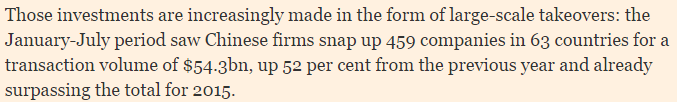 Those investments are increasingly made in the form of large-scale takeovers: the
January-July period saw Chinese firms snap up 459 companies in 63 countries for a
transaction volume of $54.3bn, up 52 per cent from the previous year and already
surpassing the total for 2015.